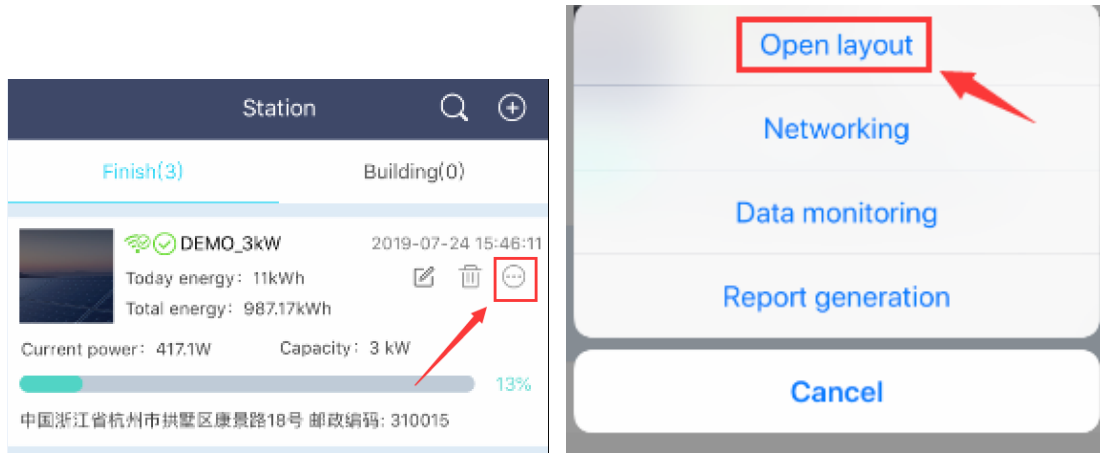 Station
Finish(3)
Building(0)
DEMO_3kW
2019-07-24 15:46:11
Today energy: 11kWh
Total energy: 987.17kWh
Current power: 417.1W
Capacity: 3 kW
13%
中国浙江省杭州市拱墅区康景路18号 邮政编码: 310015
Open layout
Networking
Data monitoring
Report generation
Cancel